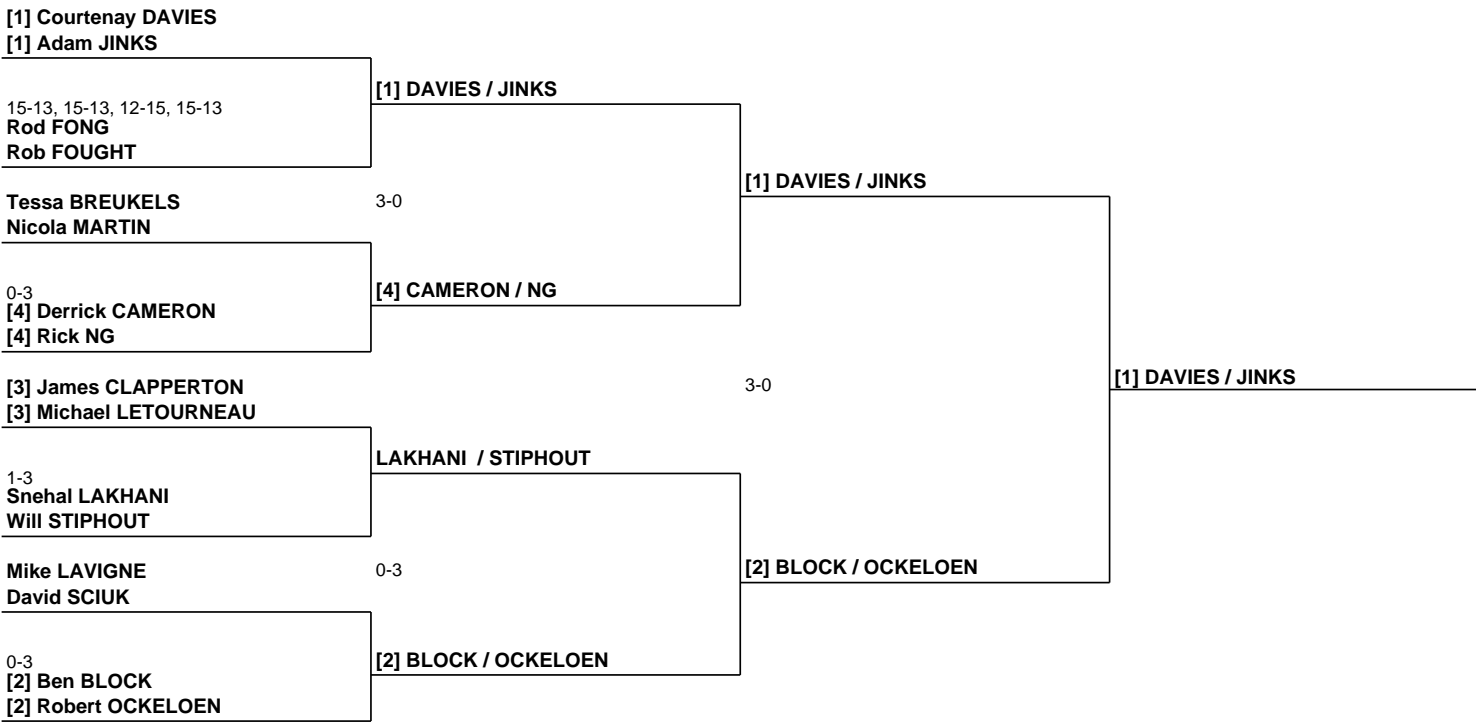 [1] Courtenay DAVIES
[1] Adam JINKS
[1] DAVIES / JINKS
15-13, 15-13, 12-15, 15-13
Rod FONG
Rob FOUGHT
[1] DAVIES / JINKS
Tessa BREUKELS
3-0
Nicola MARTIN
[4] CAMERON / NG
0-3
[4] Derrick CAMERON
[4] Rick NG
[1] DAVIES / JINKS
[3] James CLAPPERTON
3-0
[3] Michael LETOURNEAU
LAKHANI / STIPHOUT
1-3
Snehal LAKHANI
Will STIPHOUT
[2] BLOCK / OCKELOEN
Mike LAVIGNE
0-3
David SCIUK
[2] BLOCK / OCKELOEN
0-3
[2] Ben BLOCK
[2] Robert OCKELOEN